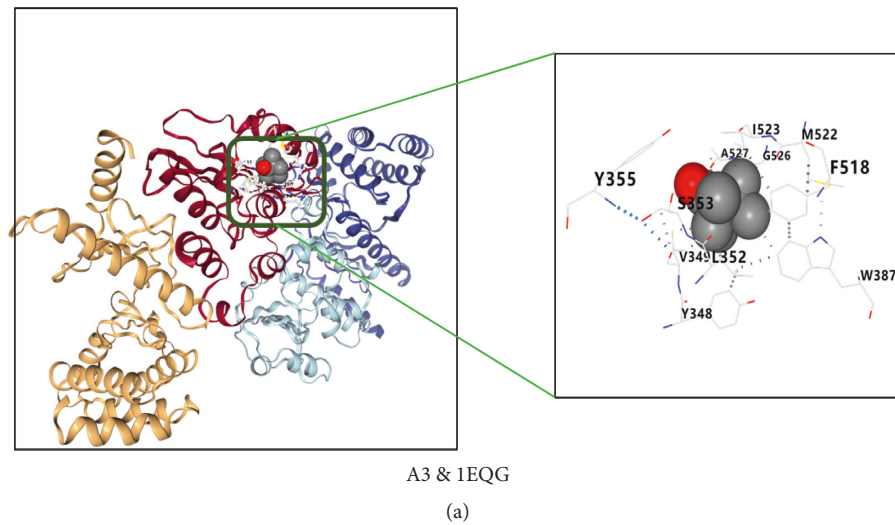 I523
M522
A527
G526
F518
Y355
S353
V349
L352
W387
Y348
A3 & 1EQG
(a)